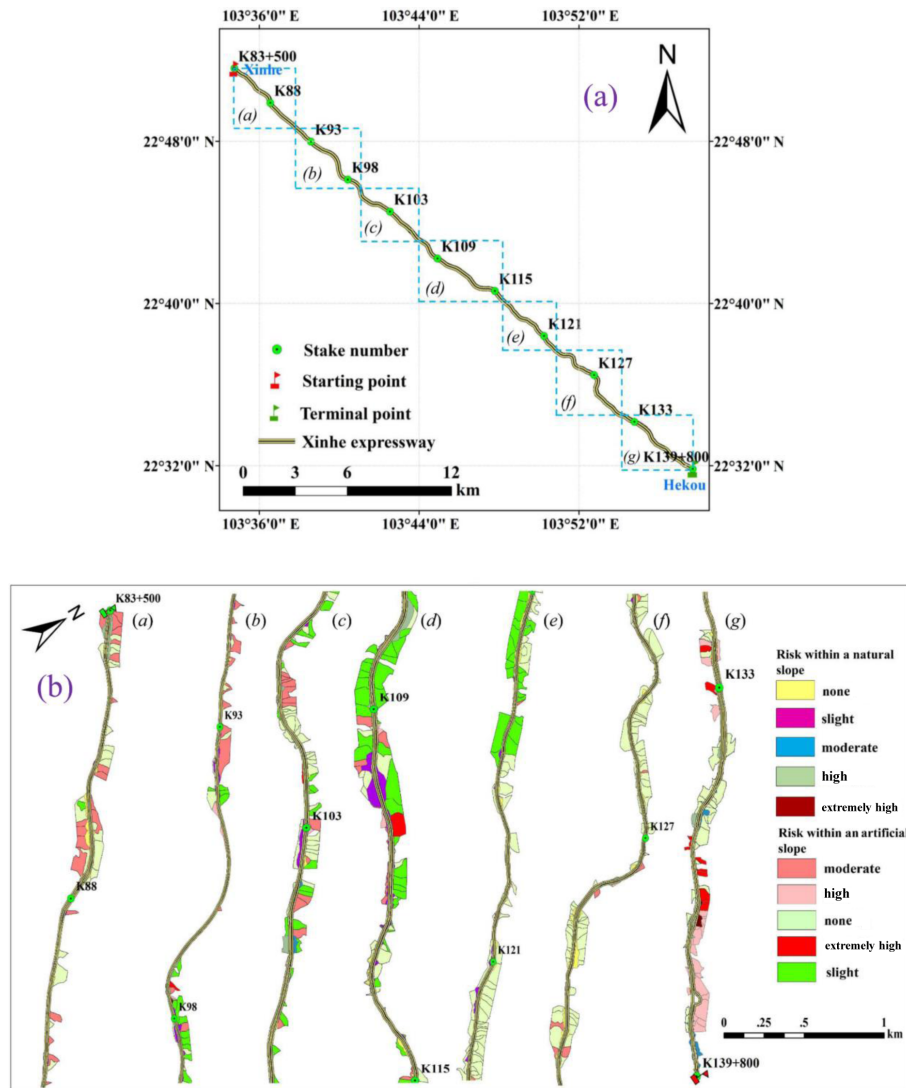 103°36'0" E 103°44'0" E 103°52'0" E
K83+500
Xinhe
K88
(a)
(a)
N
22°48'0" N
K93
22°48'0" N
(b)
K98
K103
(c)
K109
(d)
K115
22°40'0" N
22°40'0" N
(e)
K121
K127
(f)
K133
(g) K139+800
22°32'0" N
22°32'0" N
Hekou
Stake number
Starting point
Terminal point
Xinhe expressway
0 3 6 12
km
103°36'0" E 103°44'0" E 103°52'0" E
K83+500
N
(a) (b) (c) (d) (e) (f) (g)
(b)
K93
K88
K98
K103
K109
K115
K121
K127
K133
K139+800
Risk within a natural
slope
none
slight
moderate
high
extremely high
Risk within an artificial
slope
moderate
high
none
extremely high
slight
0 .25 .5 1
km